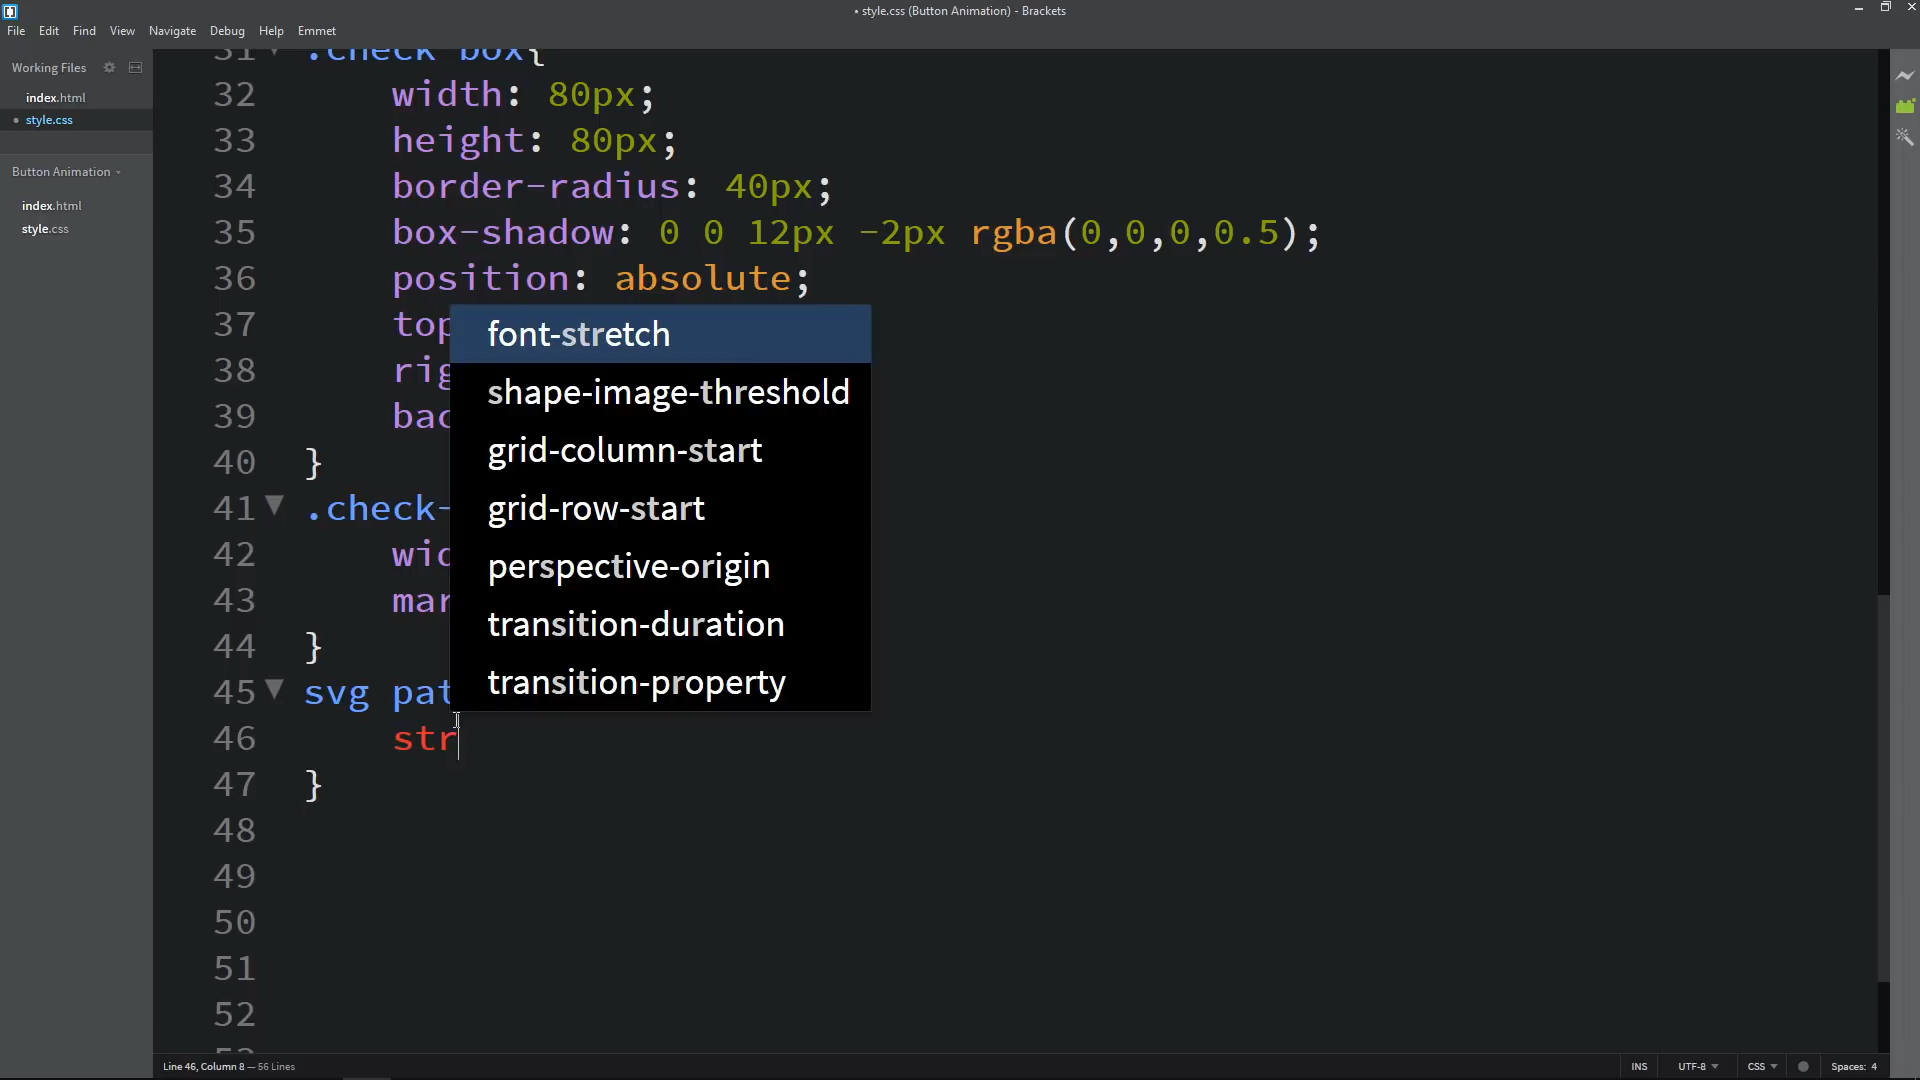 • style.css (Button Animation) - Brackets
File Edit Find View Navigate Debug Help Emmet
Working Files
index.html
• style.css
Button Animation
index.html
style.css
31 .check box{
32 width: 80px;
33 height: 80px;
34 border-radius: 40px;
35 box-shadow: 0 0 12px -2px rgba(0,0,0,0.5);
36 position: absolute;
37 top
38 rig
39 bac
40 }
41 .check-
42 wid
43 mar
44 }
45 svg pat
46 str
47 }
48
49
50
51
52
53
font-stretch
shape-image-threshold
grid-column-start
grid-row-start
perspective-origin
transition-duration
transition-property
Line 46, Column 8 — 56 Lines
INS UTF-8 CSS Spaces: 4